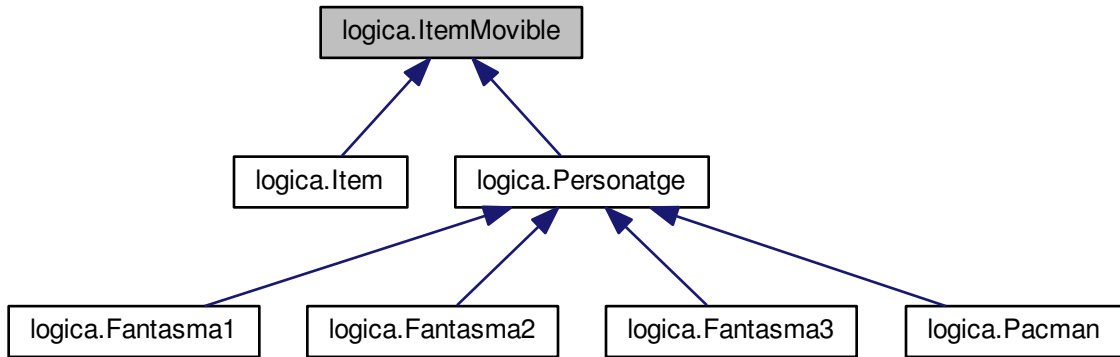 logica.ItemMovible
logica.Item
logica.Personatge
logica.Fantasma1
logica.Fantasma2
logica.Fantasma3
logica.Pacman